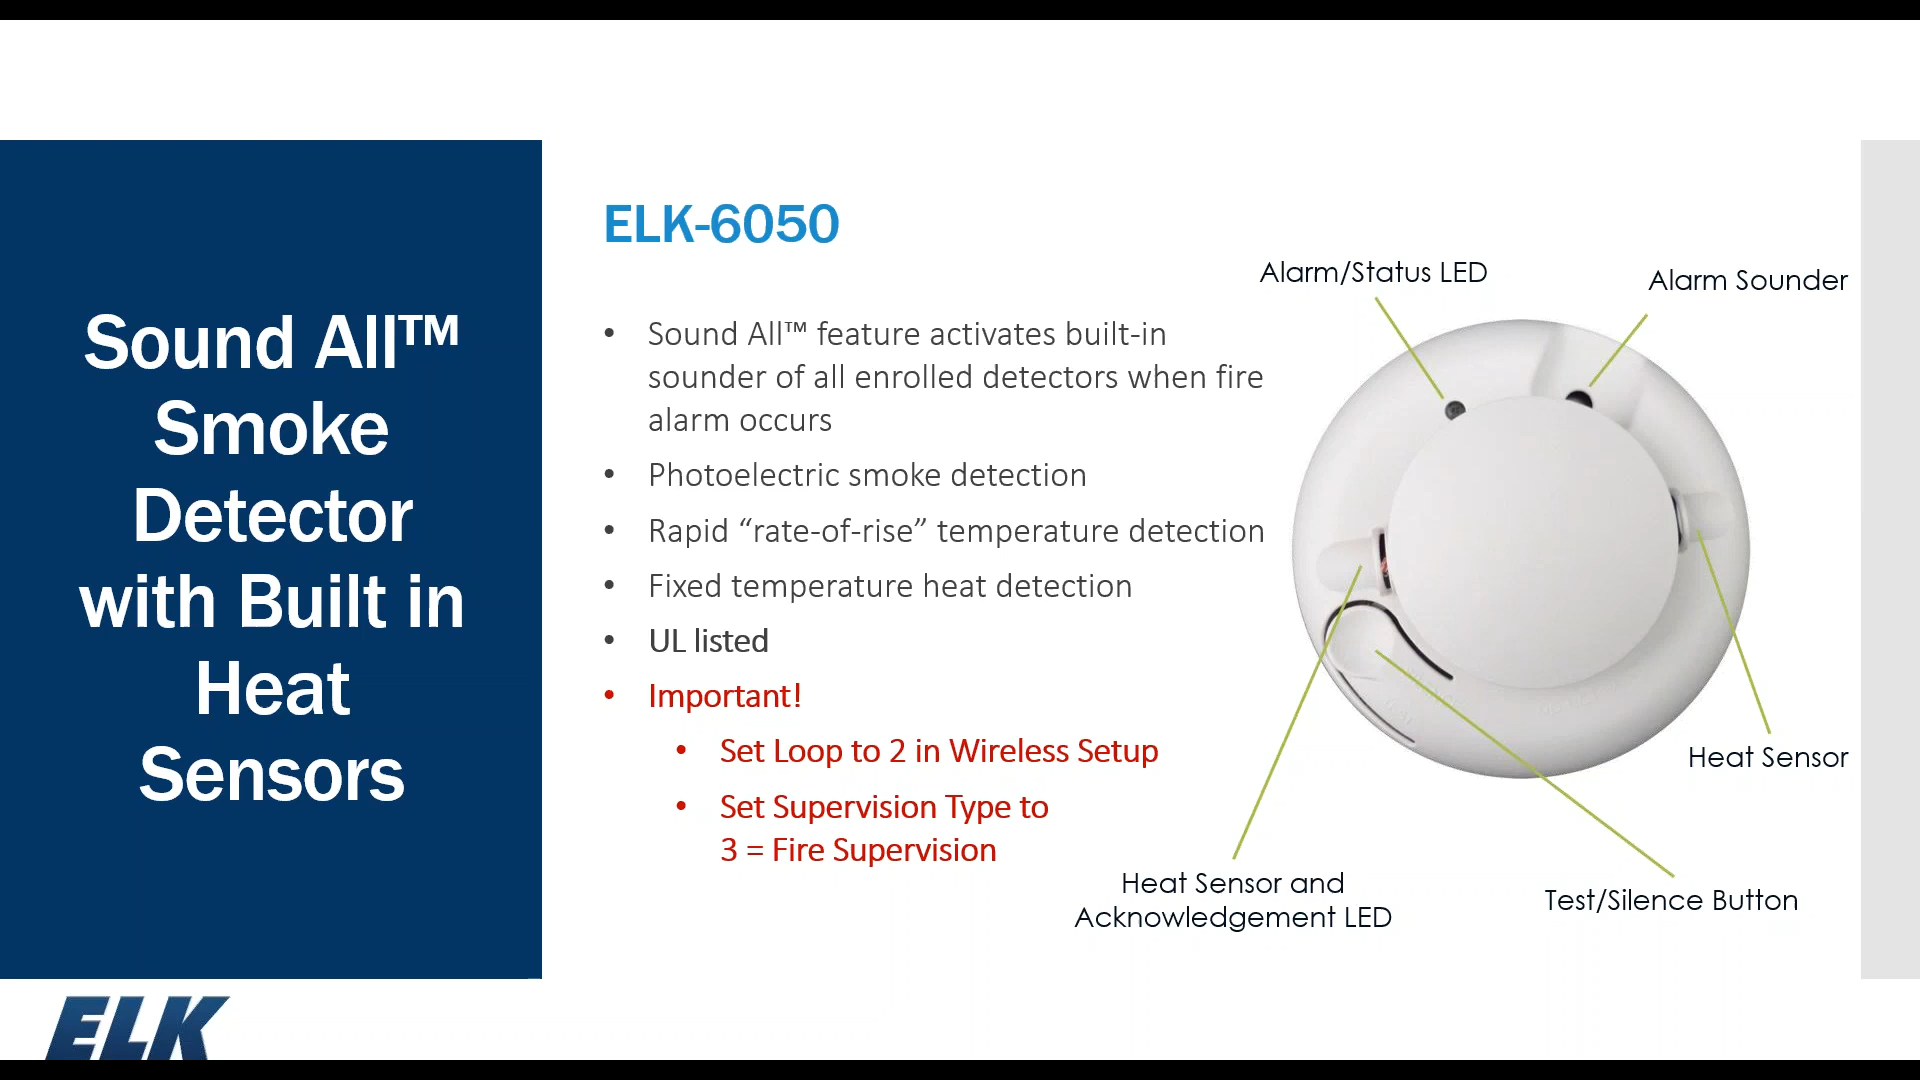 Sound All™
Smoke
Detector
with Built in
Heat
Sensors
ELK-6050
• Sound All™ feature activates built-in
sounder of all enrolled detectors when fire
alarm occurs
• Photoelectric smoke detection
• Rapid “rate-of-rise” temperature detection
• Fixed temperature heat detection
• UL listed
• Important!
• Set Loop to 2 in Wireless Setup
• Set Supervision Type to
3 = Fire Supervision
Alarm/Status LED
Alarm Sounder
Heat Sensor
Heat Sensor and
Acknowledgement LED
Test/Silence Button
ELK